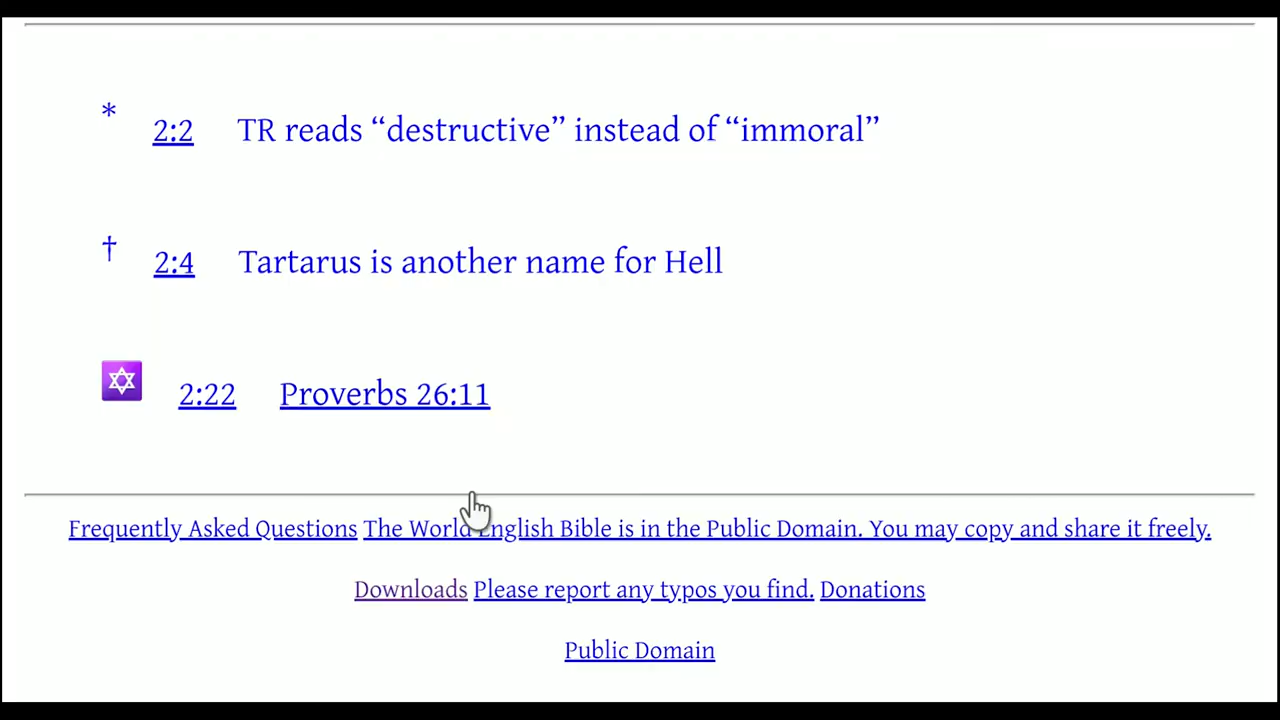 * 2:2 TR reads “destructive” instead of “immoral”
† 2:4 Tartarus is another name for Hell
✡ 2:22 Proverbs 26:11
Frequently Asked Questions The World English Bible is in the Public Domain. You may copy and share it freely.
Downloads Please report any typos you find. Donations
Public Domain